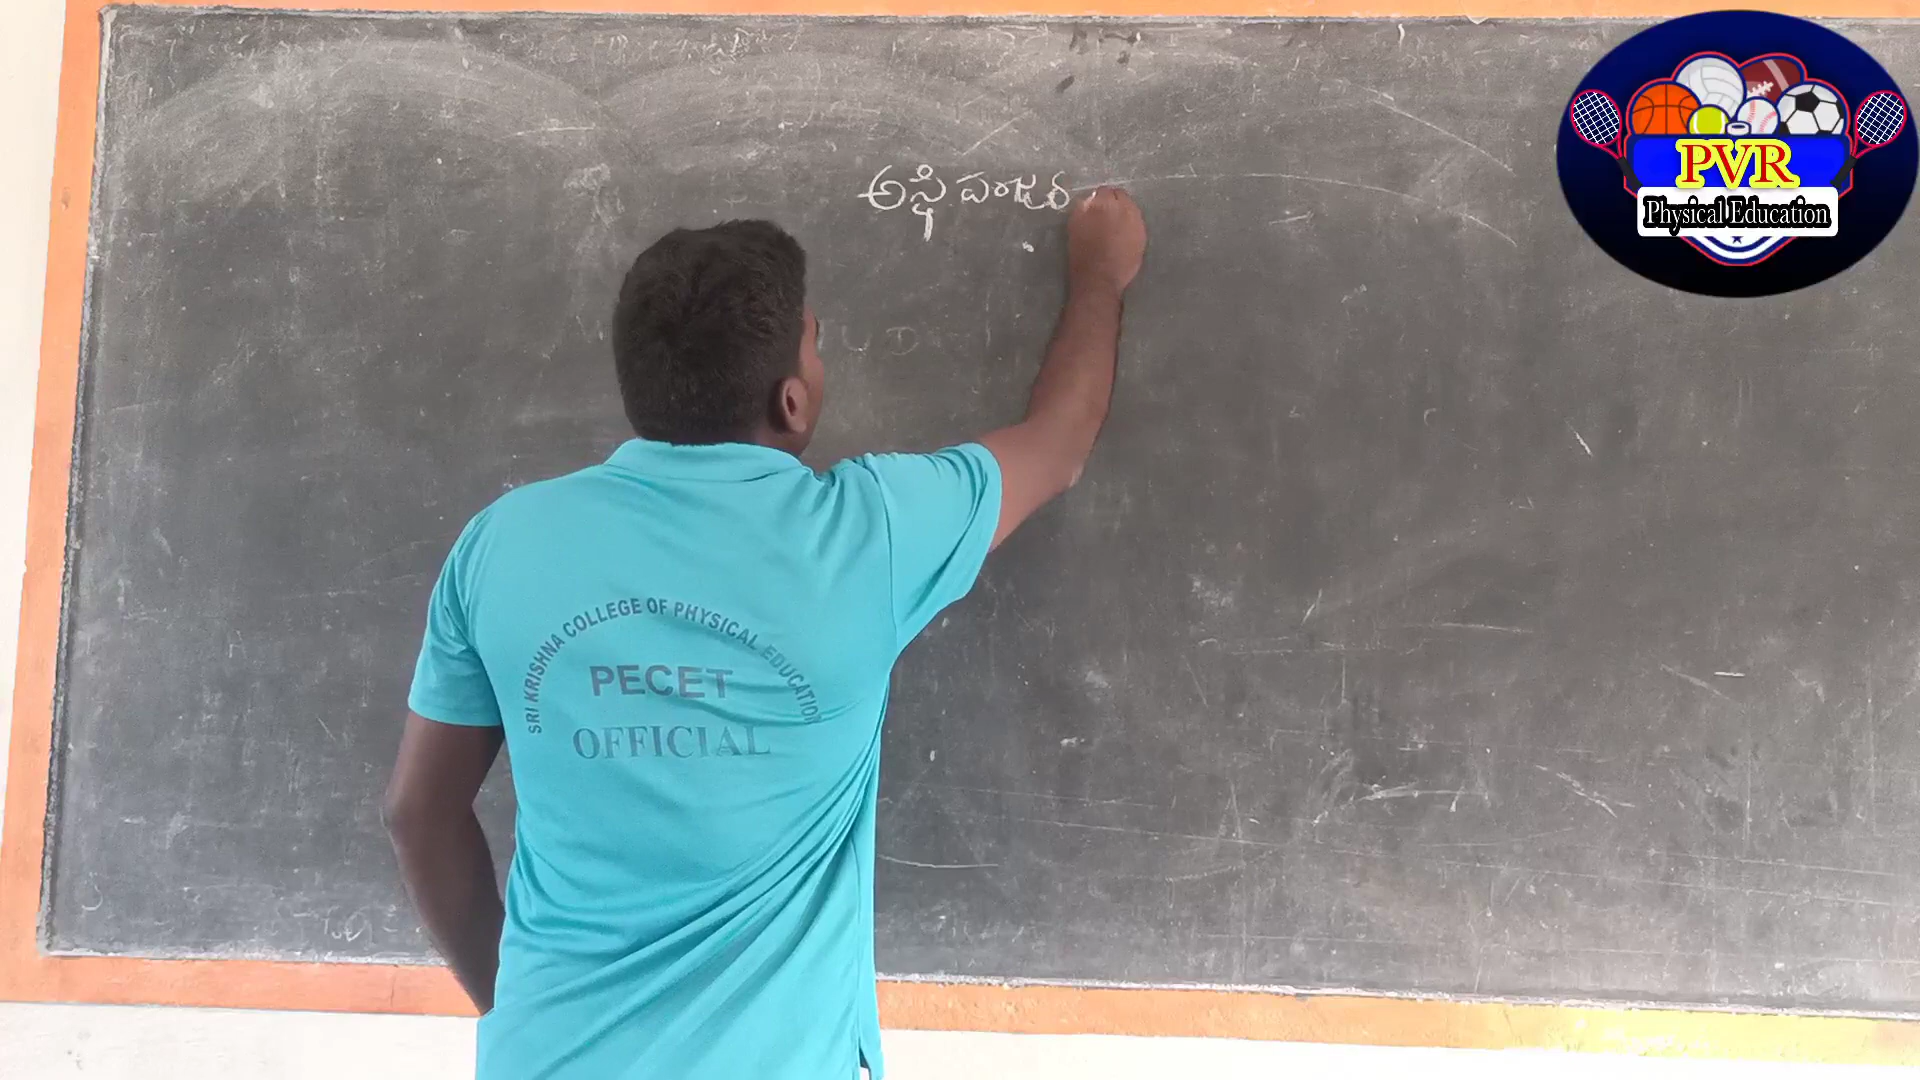 అస్థిపంజర
PVR
Physical Education
SRI KRISHNA COLLEGE OF PHYSICAL EDUCATION
PECET
OFFICIAL